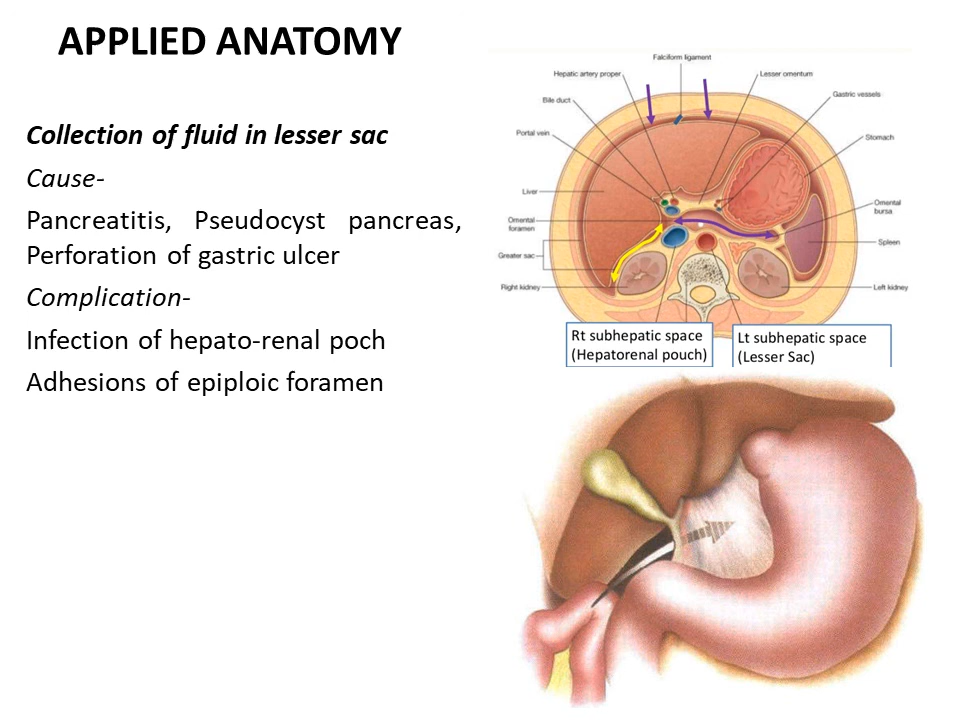 APPLIED ANATOMY
Collection of fluid in lesser sac
Cause-
Pancreatitis, Pseudocyst pancreas,
Perforation of gastric ulcer
Complication-
Infection of hepato-renal poch
Adhesions of epiploic foramen
Falciform ligament
Hepatic artery proper
Lesser omentum
Bile duct
Gastric vessels
Portal vein
Stomach
Liver
Omental
bursa
Omental
foramen
Spleen
Greater sac
Right kidney
Left kidney
Rt subhepatic space
(Hepatorenal pouch)
Lt subhepatic space
(Lesser Sac)